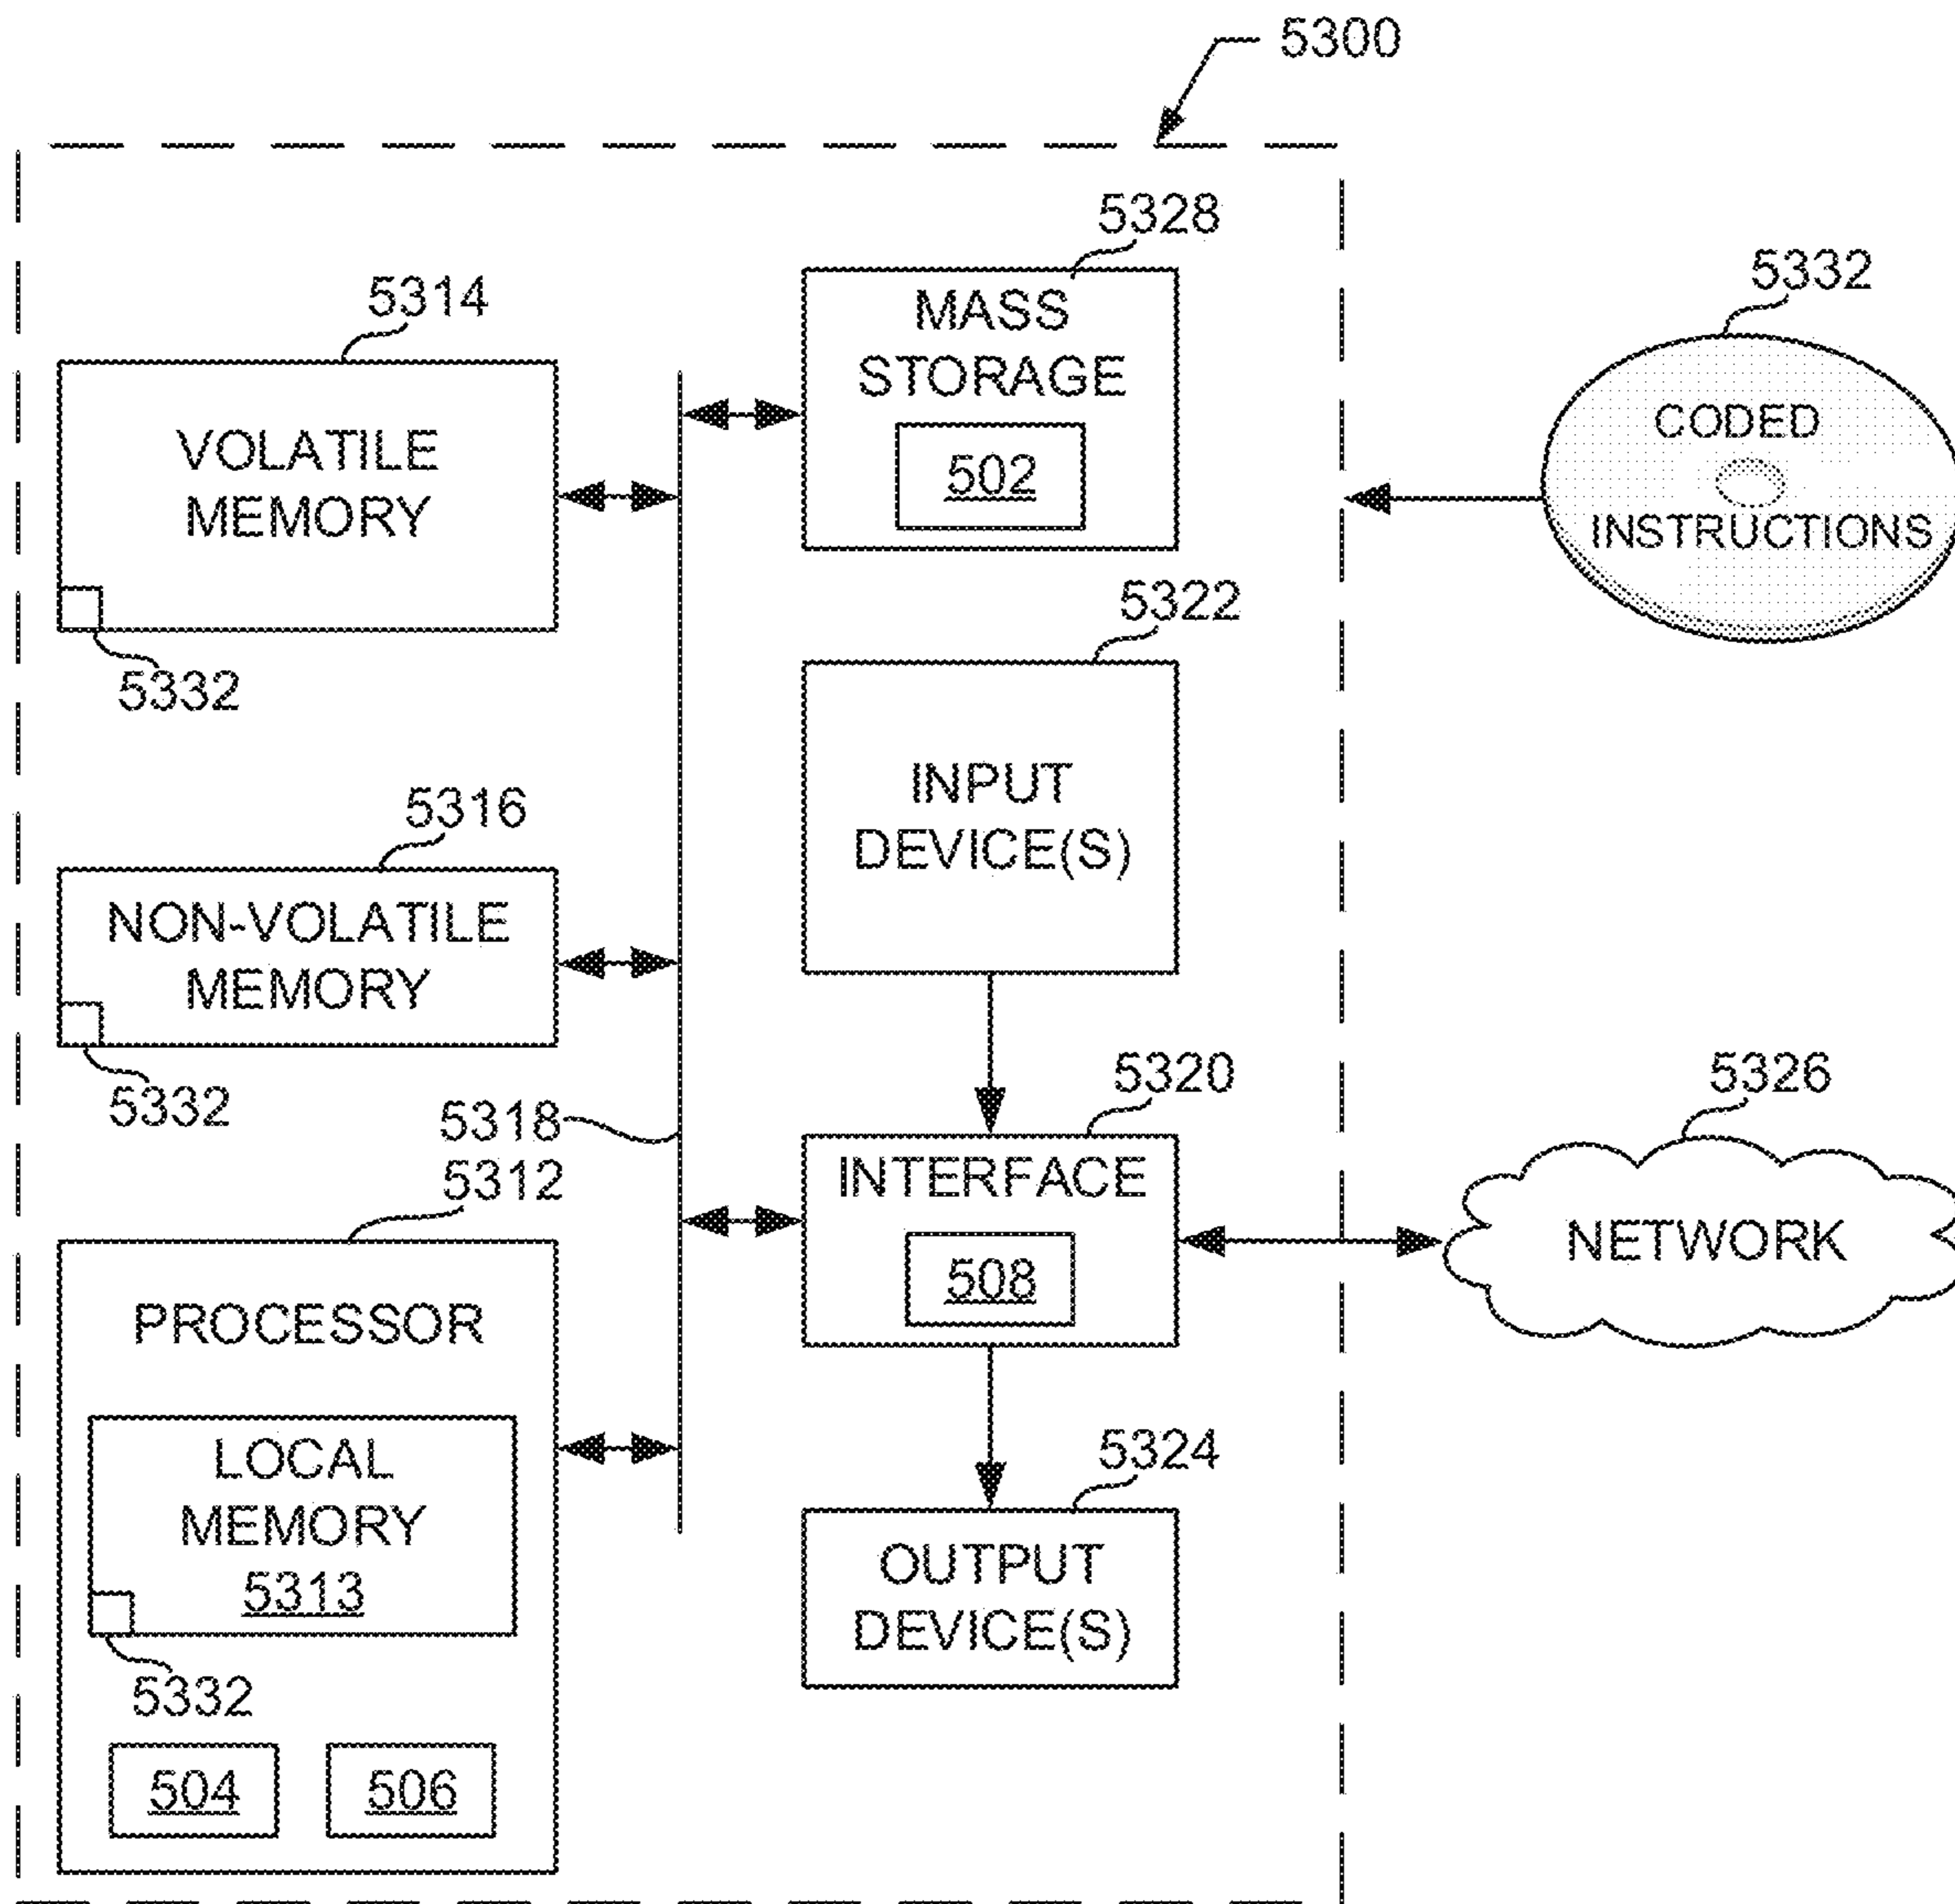 5300
5328
MASS
STORAGE
502
5314
VOLATILE
MEMORY
5332
5332
CODED
INSTRUCTIONS
5322
INPUT
DEVICE(S)
5316
NON-VOLATILE
MEMORY
5332
5318
5320
INTERFACE
508
5326
NETWORK
5312
PROCESSOR
LOCAL
MEMORY
5313
5332
504
506
5324
OUTPUT
DEVICE(S)